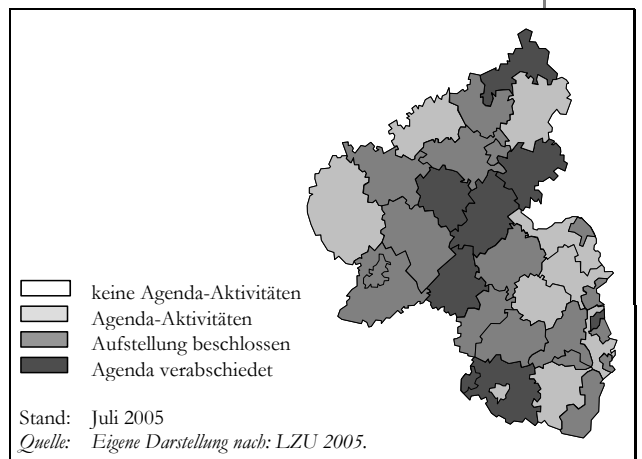 keine Agenda-Aktivitäten
Agenda-Aktivitäten
Aufstellung beschlossen
Agenda verabschiedet
Stand: Juli 2005
Quelle: Eigene Darstellung nach: LZU 2005.